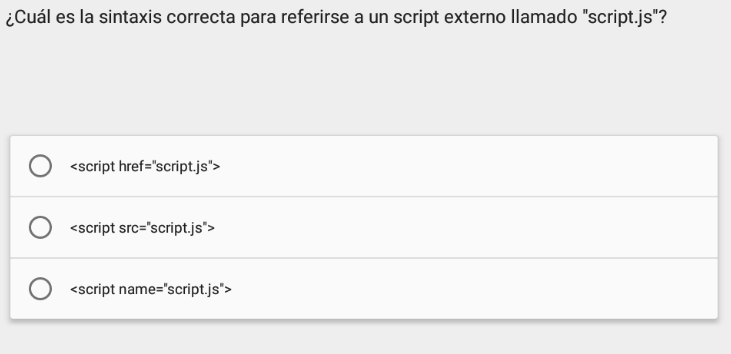 ¿Cuál es la sintaxis correcta para referirse a un script externo llamado "script.js"?
<script href="script.js">
<script src="script.js">
<script name="script.js">